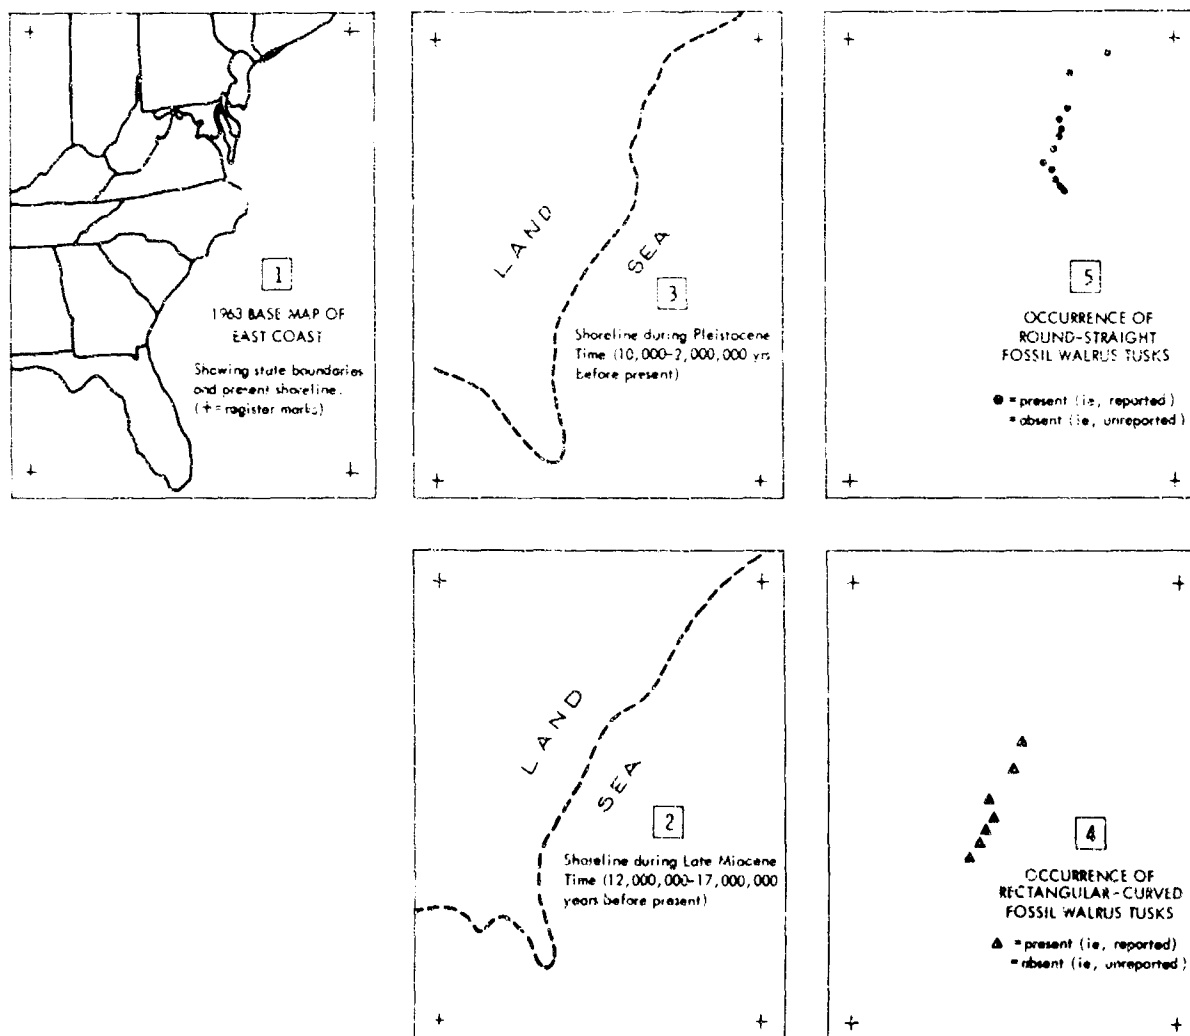 1
1963 BASE MAP OF
EAST COAST
Showing state boundaries
and present shoreline.
(+=register marks)
LAND
SEA
3
Shoreline during Pleistocene
Time (10,000-2,000,000 yrs
before present)
5
OCCURRENCE OF
ROUND-STRAIGHT
FOSSIL WALRUS TUSKS
● = present (ie, reported)
= absent (ie, unreported)
LAND
SEA
2
Shoreline during Late Miocene
Time (12,000,000-17,000,000
years before present)
4
OCCURRENCE OF
RECTANGULAR-CURVED
FOSSIL WALRUS TUSKS
▲ = present (ie, reported)
= absent (ie, unreported)